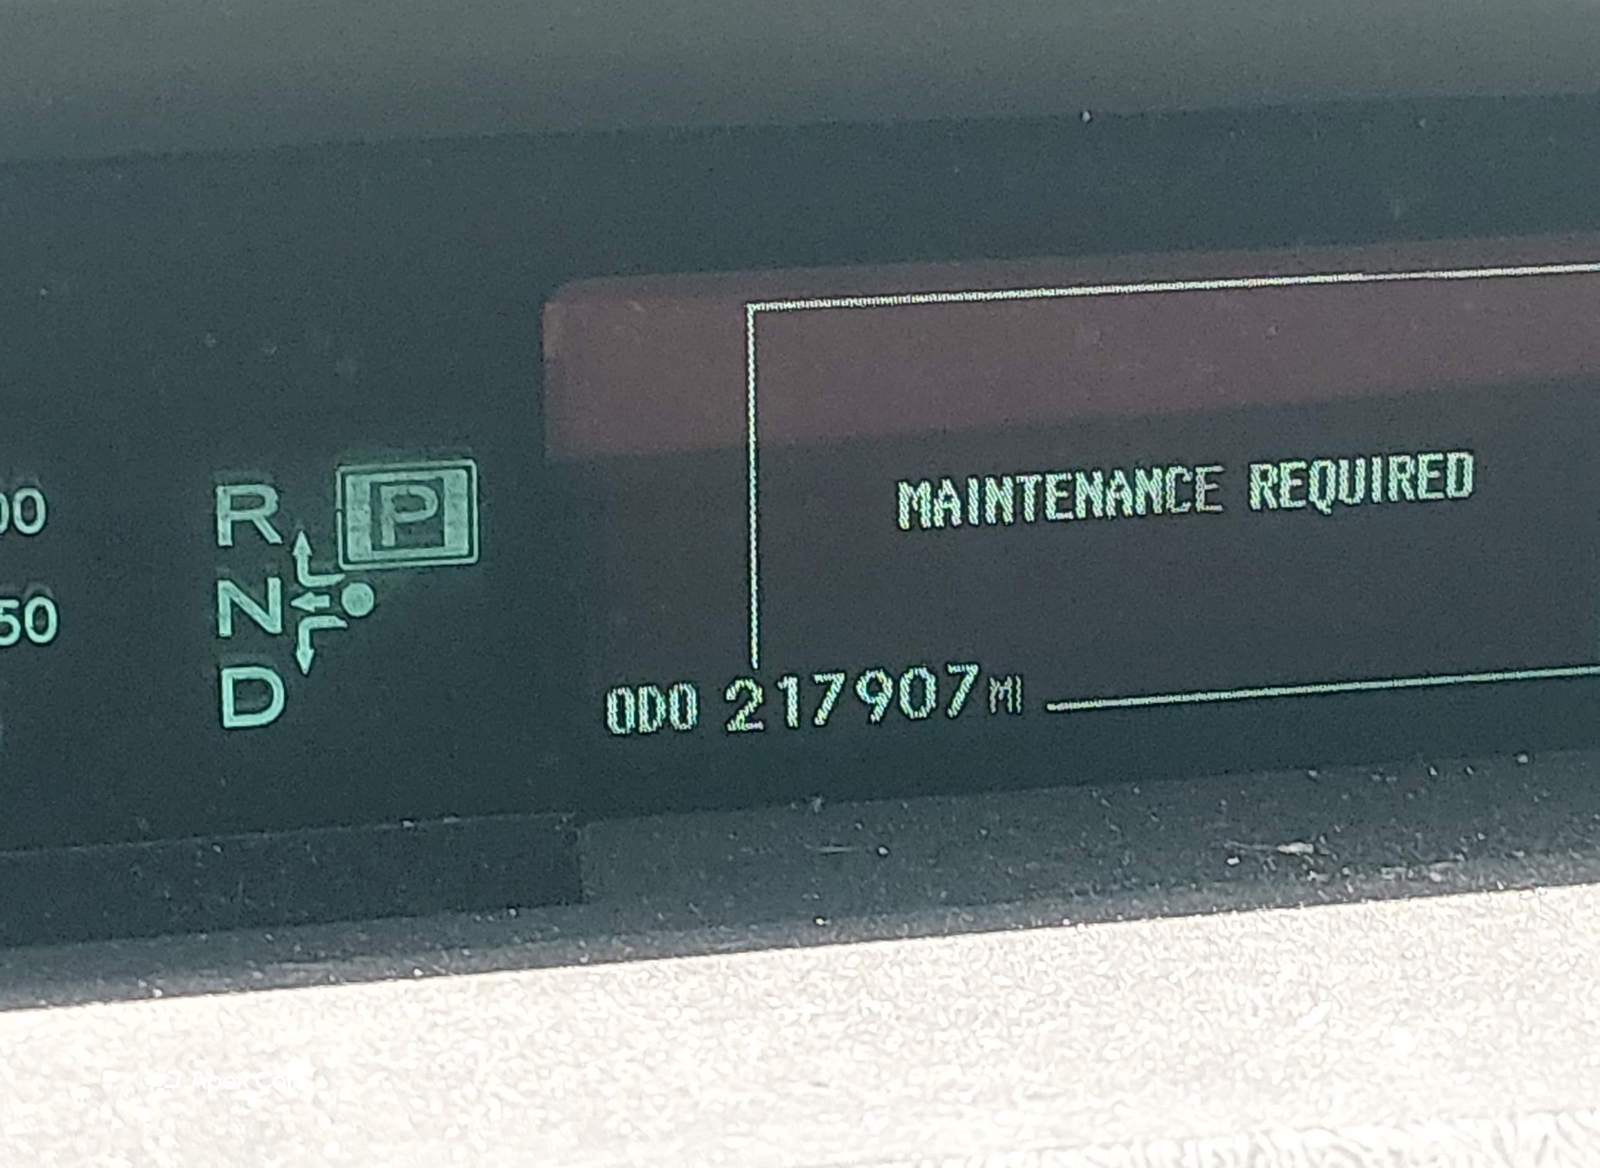 MAINTENANCE REQUIRED
00
R P
N
50
D
ODO 217907 MI